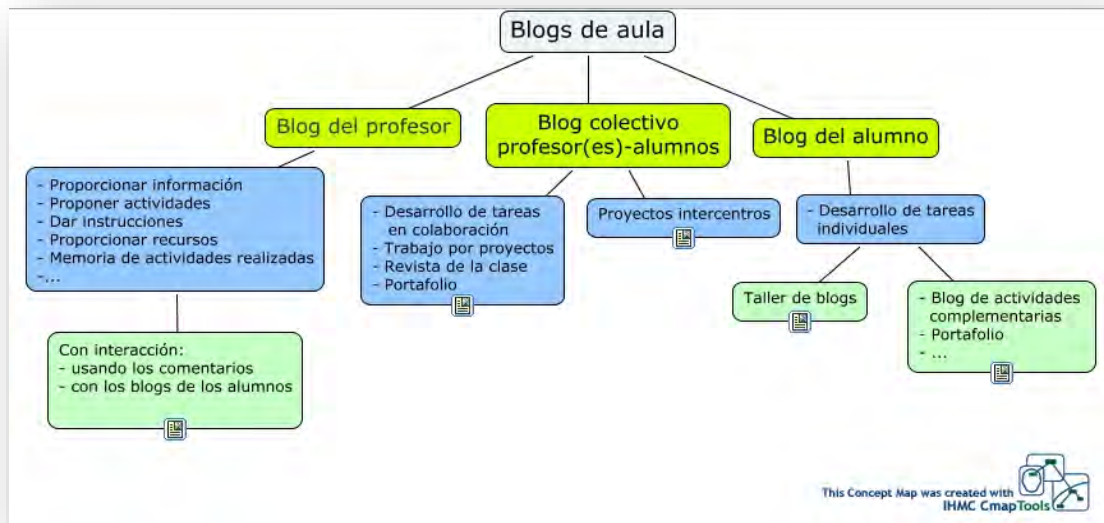 Blogs de aula
Blog del profesor
Blog colectivo
profesor(es)-alumnos
Blog del alumno
- Proporcionar información
- Proponer actividades
- Dar instrucciones
- Proporcionar recursos
- Memoria de actividades realizadas
-...
- Desarrollo de tareas
en colaboración
- Trabajo por proyectos
- Revista de la clase
- Portafolio
Proyectos intercentros
- Desarrollo de tareas
individuales
Con interacción:
- usando los comentarios
- con los blogs de los alumnos
Taller de blogs
- Blog de actividades
complementarias
- Portafolio
- ...
This Concept Map was created with
IHMC CmapTools